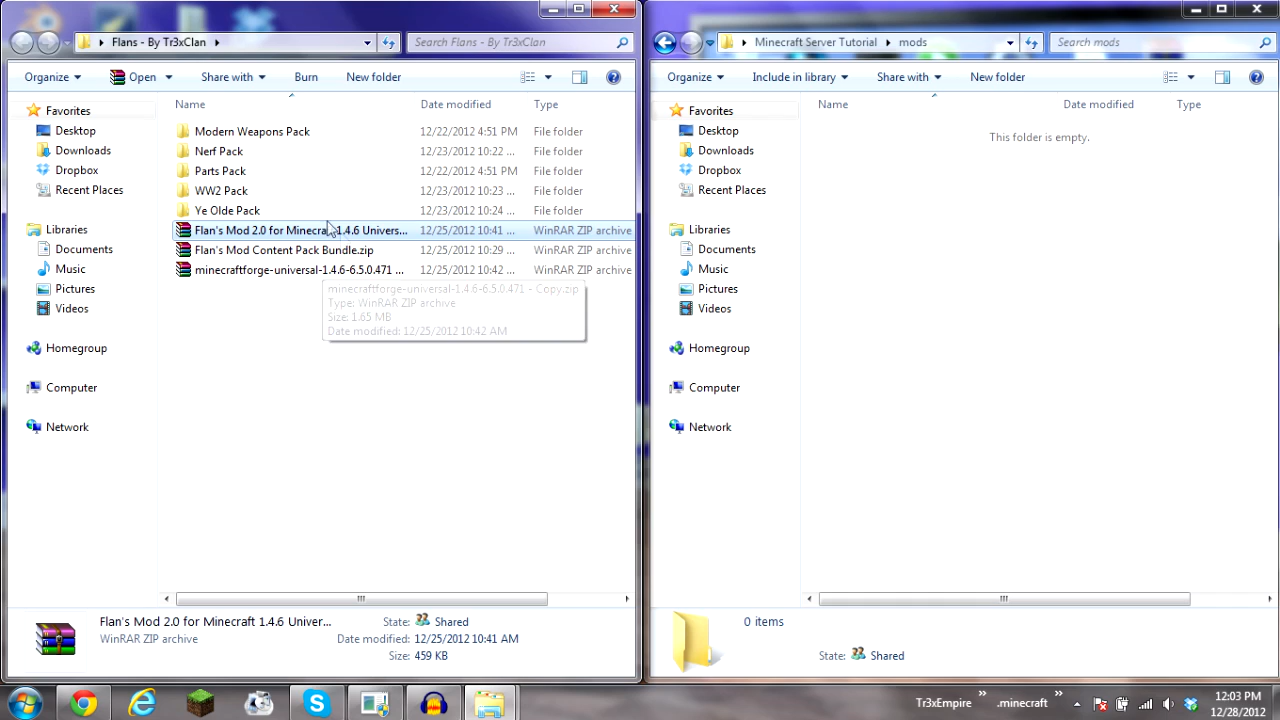 Flans - By Tr3xClan
Search Flans - By Tr3xClan
Organize Open Share with Burn New folder
Favorites
Desktop
Downloads
Dropbox
Recent Places
Libraries
Documents
Music
Pictures
Videos
Homegroup
Computer
Network
Name Date modified Type
Modern Weapons Pack 12/22/2012 4:51 PM File folder
Nerf Pack 12/23/2012 10:22 ... File folder
Parts Pack 12/22/2012 4:51 PM File folder
WW2 Pack 12/23/2012 10:23 ... File folder
Ye Olde Pack 12/23/2012 10:24 ... File folder
Flan's Mod 2.0 for Minecraft 1.4.6 Univers... 12/25/2012 10:41 ... WinRAR ZIP archive
Flan's Mod Content Pack Bundle.zip 12/25/2012 10:29 ... WinRAR ZIP archive
minecraftforge-universal-1.4.6-6.5.0.471 ... 12/25/2012 10:42 ... WinRAR ZIP archive
minecraftforge-universal-1.4.6-6.5.0.471 - Copy.zip
Type: WinRAR ZIP archive
Size: 1.65 MB
Date modified: 12/25/2012 10:42 AM
Flan's Mod 2.0 for Minecraft 1.4.6 Univer... State: Shared
WinRAR ZIP archive Date modified: 12/25/2012 10:41 AM
Size: 459 KB
Minecraft Server Tutorial mods
Search mods
Organize Include in library Share with New folder
Favorites
Desktop
Downloads
Dropbox
Recent Places
Libraries
Documents
Music
Pictures
Videos
Homegroup
Computer
Network
Name Date modified Type
This folder is empty.
0 items
State: Shared
Tr3xEmpire .minecraft
12:03 PM
12/28/2012